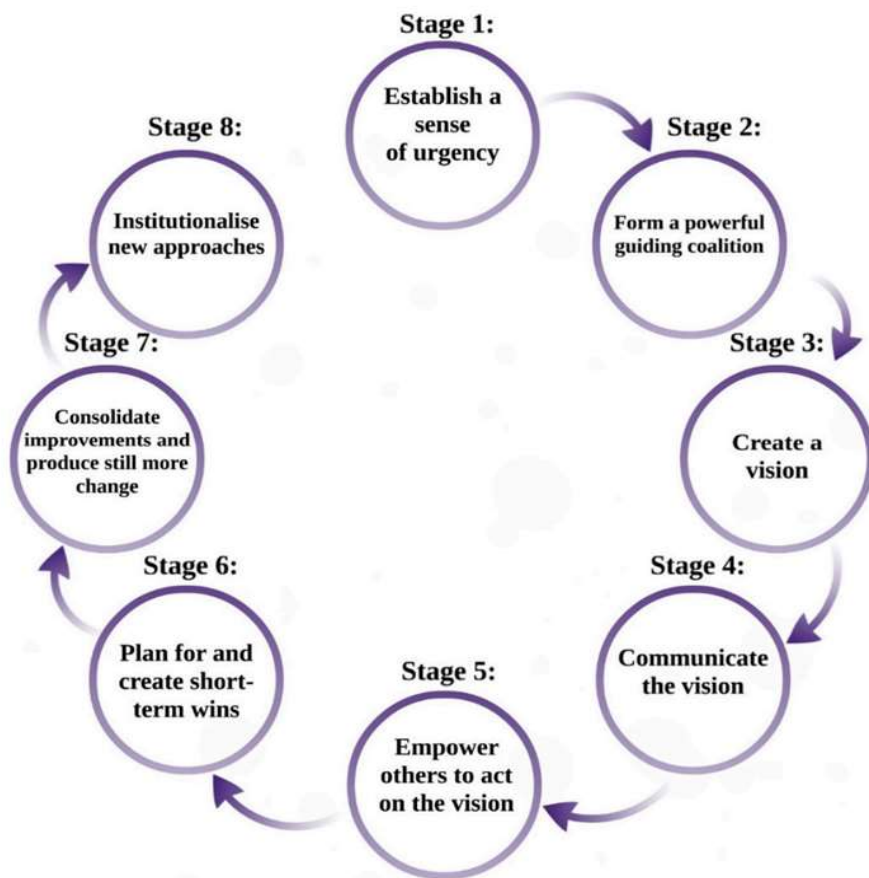 Stage 1:
Establish a
sense
of urgency
Stage 2:
Form a powerful
guiding coalition
Stage 3:
Create a
vision
Stage 4:
Communicate
the vision
Stage 5:
Empower
others to act
on the vision
Stage 6:
Plan for and
create short-
term wins
Stage 7:
Consolidate
improvements and
produce still more
change
Stage 8:
Institutionalise
new approaches